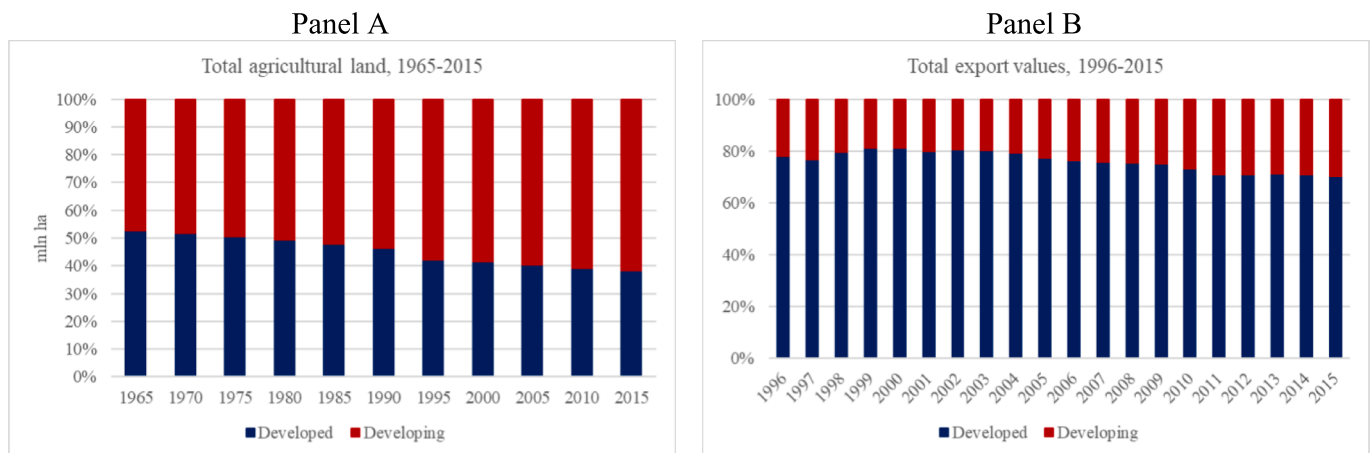 Panel A
Total agricultural land, 1965-2015
100%
90%
80%
70%
60%
50%
40%
30%
20%
10%
0%
mln ha
1965 1970 1975 1980 1985 1990 1995 2000 2005 2010 2015
Developed Developing
Panel B
Total export values, 1996-2015
100%
80%
60%
40%
20%
0%
1996 1997 1998 1999 2000 2001 2002 2003 2004 2005 2006 2007 2008 2009 2010 2011 2012 2013 2014 2015
Developed Developing